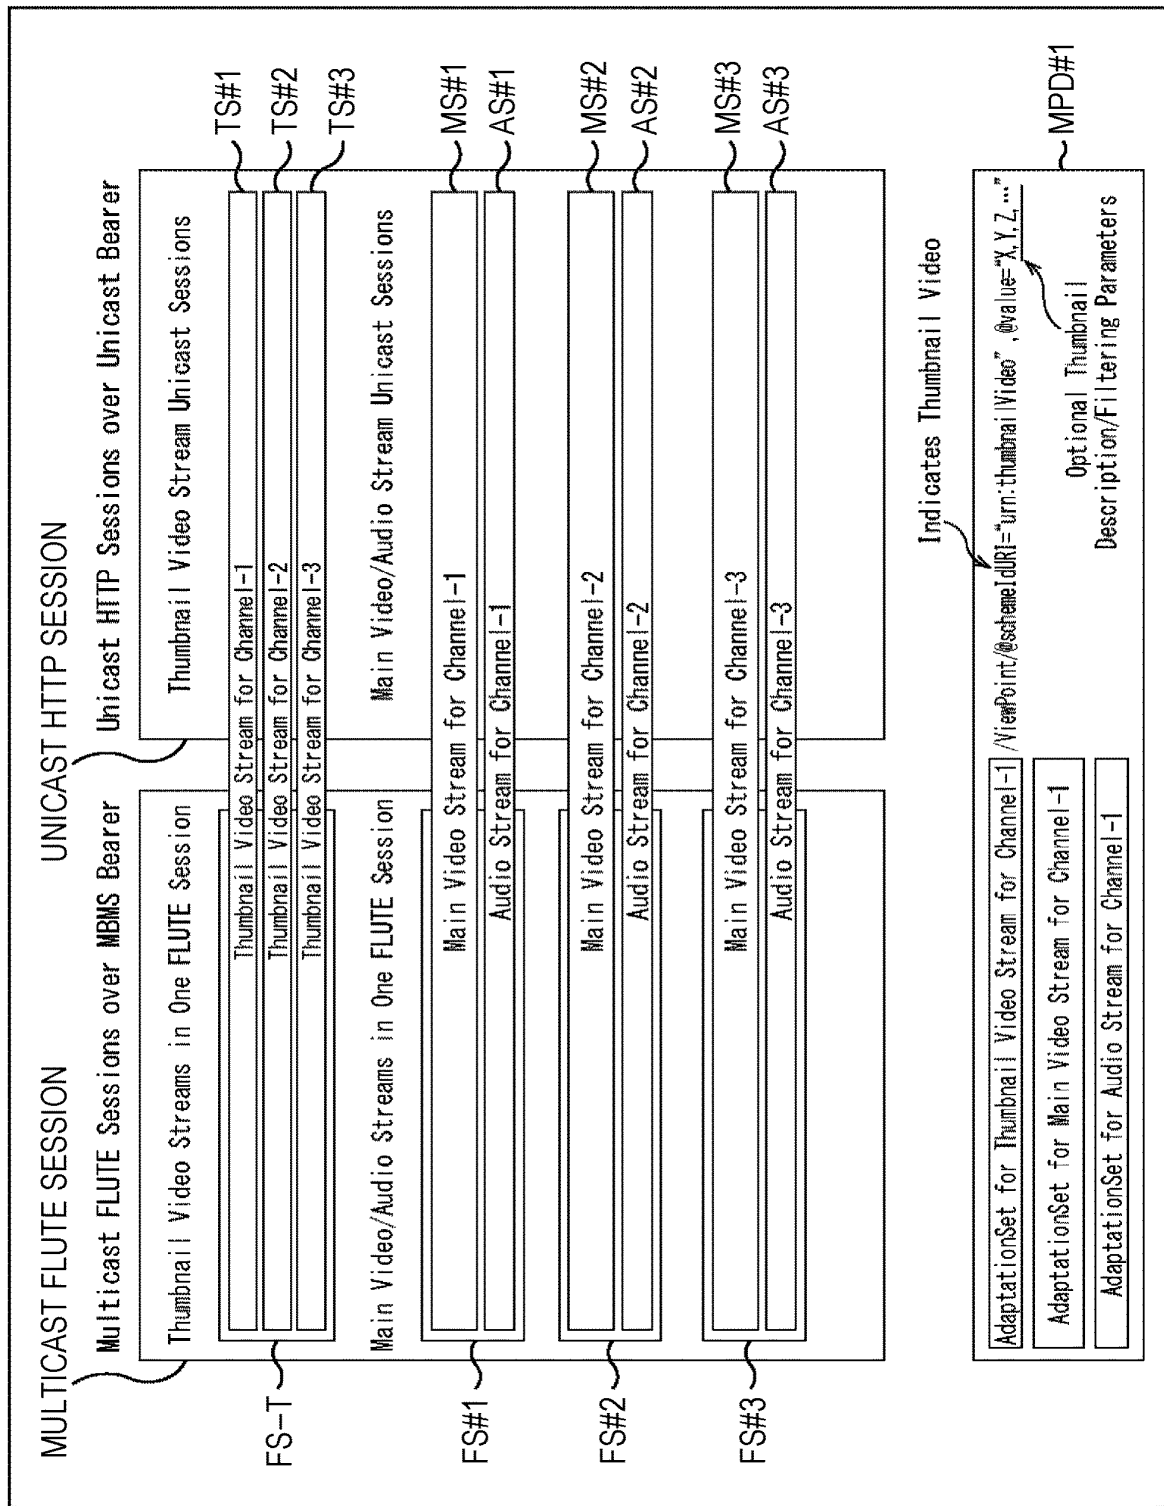 MULTICAST FLUTE SESSION
UNICAST HTTP SESSION
Multicast FLUTE Sessions over MBMS Bearer
Unicast HTTP Sessions over Unicast Bearer
Thumbnail Video Streams in One FLUTE Session
Thumbnail Video Stream Unicast Sessions
FS-T
Thumbnail Video Stream for Channel-1
TS#1
Thumbnail Video Stream for Channel-2
TS#2
Thumbnail Video Stream for Channel-3
TS#3
Main Video/Audio Streams in One FLUTE Session
Main Video/Audio Stream Unicast Sessions
FS#1
Main Video Stream for Channel-1
MS#1
Audio Stream for Channel-1
AS#1
FS#2
Main Video Stream for Channel-2
MS#2
Audio Stream for Channel-2
AS#2
FS#3
Main Video Stream for Channel-3
MS#3
Audio Stream for Channel-3
AS#3
Indicates Thumbnail Video
MPD#1
AdaptationSet for Thumbnail Video Stream for Channel-1 /ViewPoint/@schemeIdURI="urn:thumbnailVideo",@value="X,Y,Z,…"
AdaptationSet for Main Video Stream for Channel-1
AdaptationSet for Audio Stream for Channel-1
Optional Thumbnail
Description/Filtering Parameters